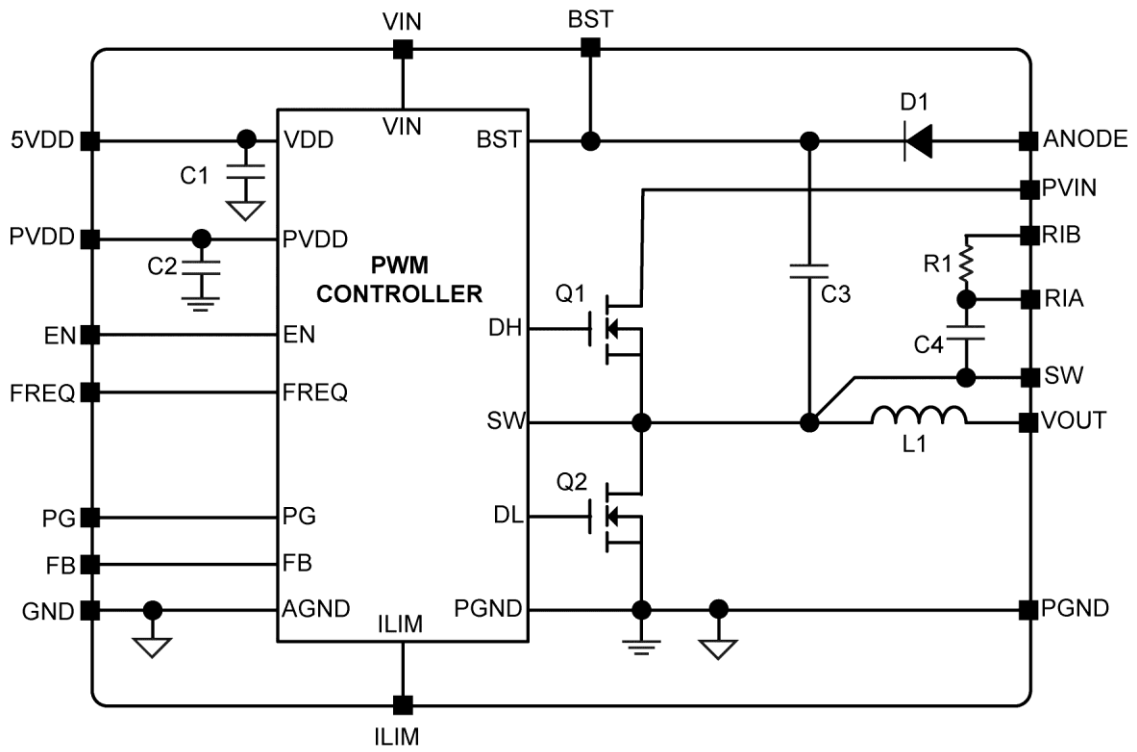 VIN
BST
D1
5VDD
VDD
VIN
BST
ANODE
C1
PVIN
PVDD
PVDD
RIB
C2
PWM
CONTROLLER
Q1
C3
R1
RIA
EN
EN
DH
C4
FREQ
FREQ
SW
SW
VOUT
L1
Q2
PG
PG
DL
FB
FB
GND
AGND
ILIM
PGND
PGND
ILIM